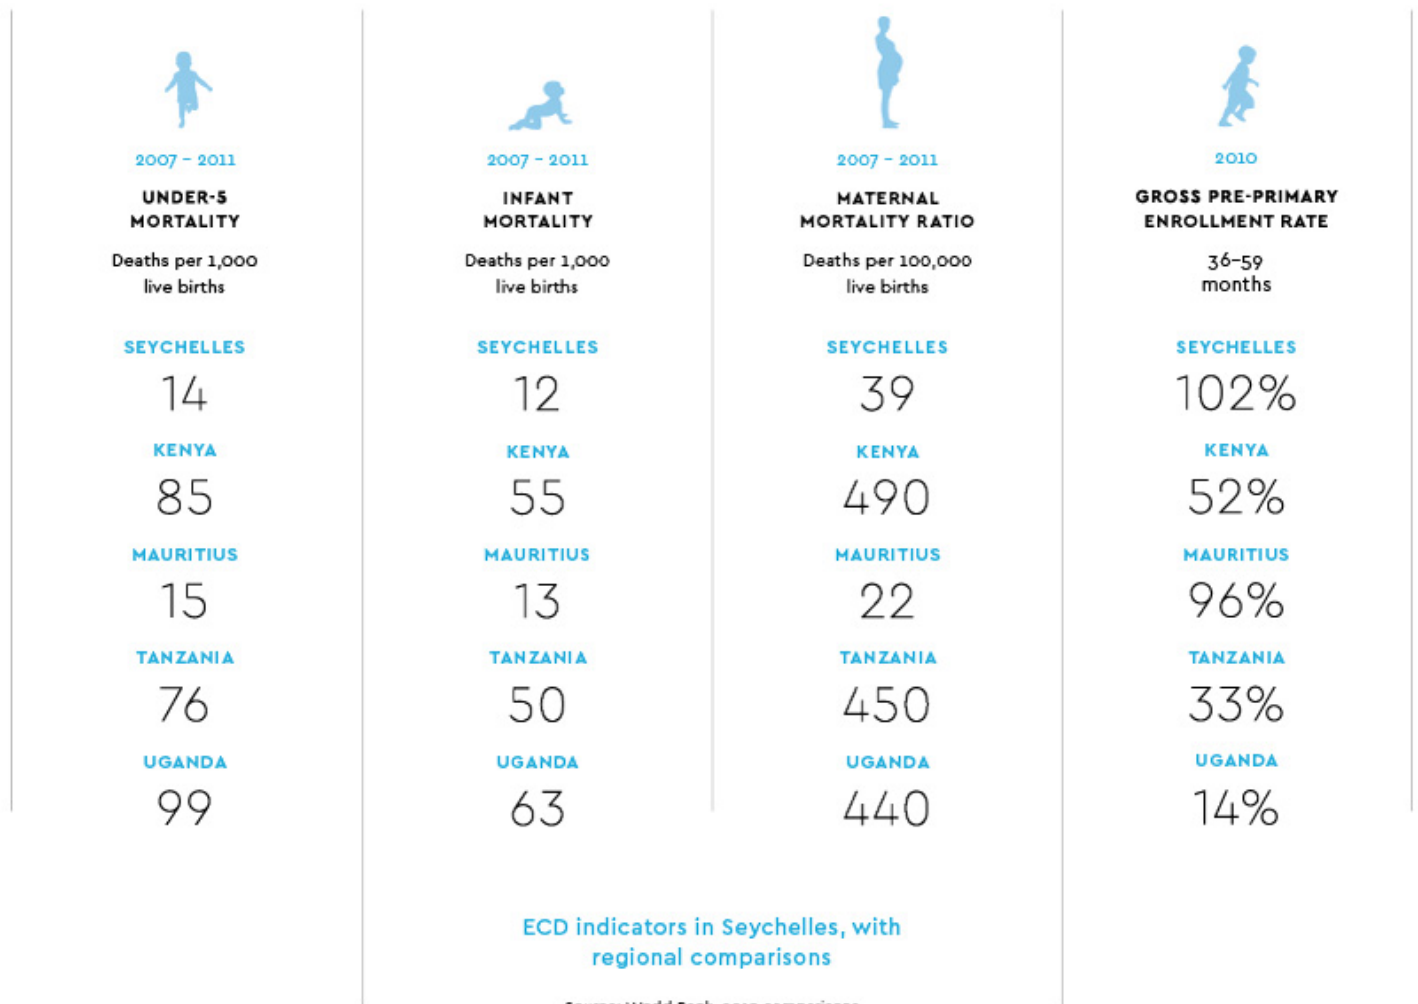 2007 – 2011
UNDER-5
MORTALITY
Deaths per 1,000
live births
SEYCHELLES
14
KENYA
85
MAURITIUS
15
TANZANIA
76
UGANDA
99
2007 – 2011
INFANT
MORTALITY
Deaths per 1,000
live births
SEYCHELLES
12
KENYA
55
MAURITIUS
13
TANZANIA
50
UGANDA
63
2007 – 2011
MATERNAL
MORTALITY RATIO
Deaths per 100,000
live births
SEYCHELLES
39
KENYA
490
MAURITIUS
22
TANZANIA
450
UGANDA
440
2010
GROSS PRE-PRIMARY
ENROLLMENT RATE
36–59
months
SEYCHELLES
102%
KENYA
52%
MAURITIUS
96%
TANZANIA
33%
UGANDA
14%
ECD indicators in Seychelles, with
regional comparisons